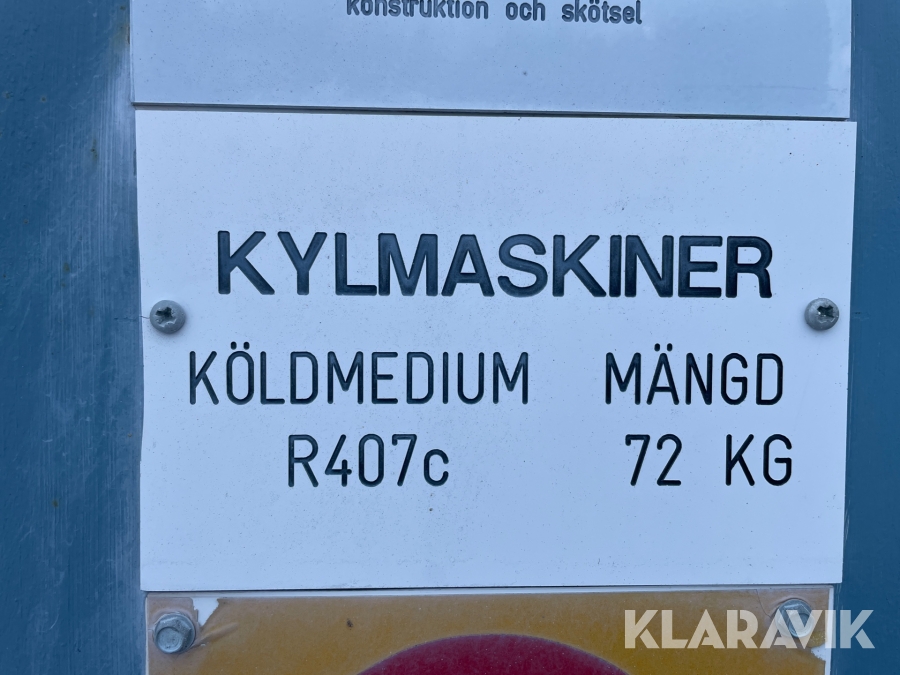 konstruktion och skötsel
KYLMASKINER
KÖLDMEDIUM MÄNGD
R407c 72 KG
KLARAVIK